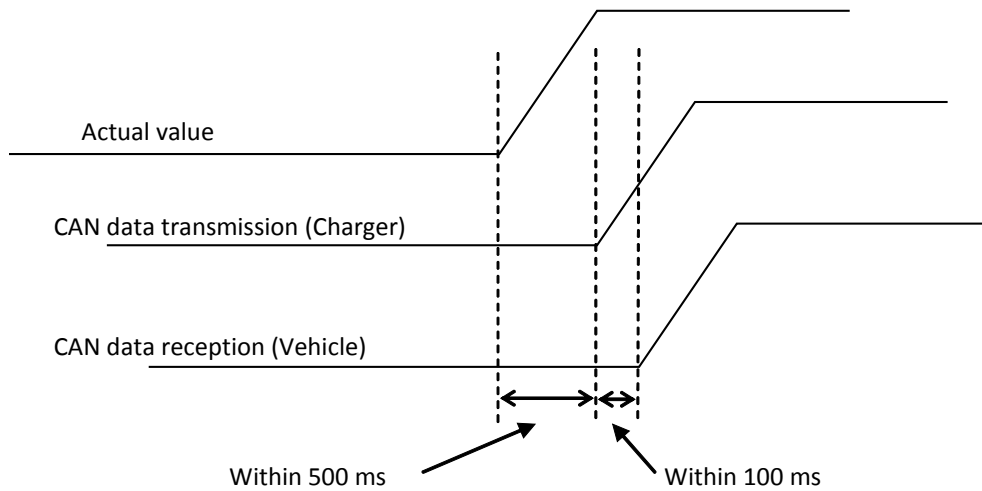 Actual value
CAN data transmission (Charger)
CAN data reception (Vehicle)
Within 500 ms
Within 100 ms